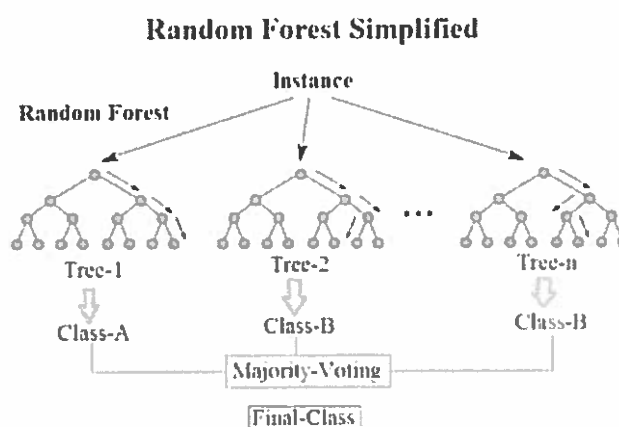 Random Forest Simplified
Instance
Random Forest
...
Tree-1 Tree-2 Tree-n
Class-A Class-B Class-B
Majority-Voting
Final-Class